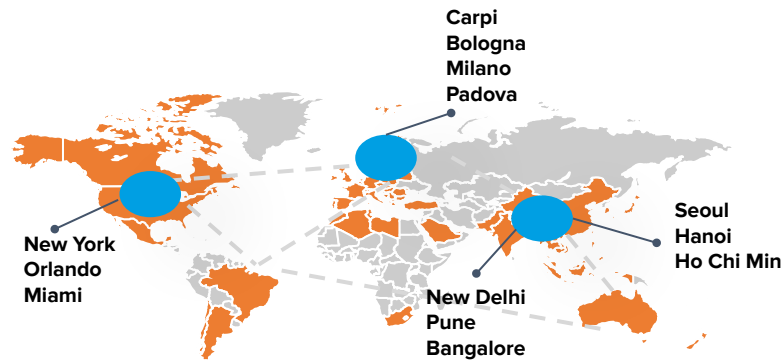 Carpi
Bologna
Milano
Padova
New York
Orlando
Miami
Seoul
Hanoi
Ho Chi Min
New Delhi
Pune
Bangalore